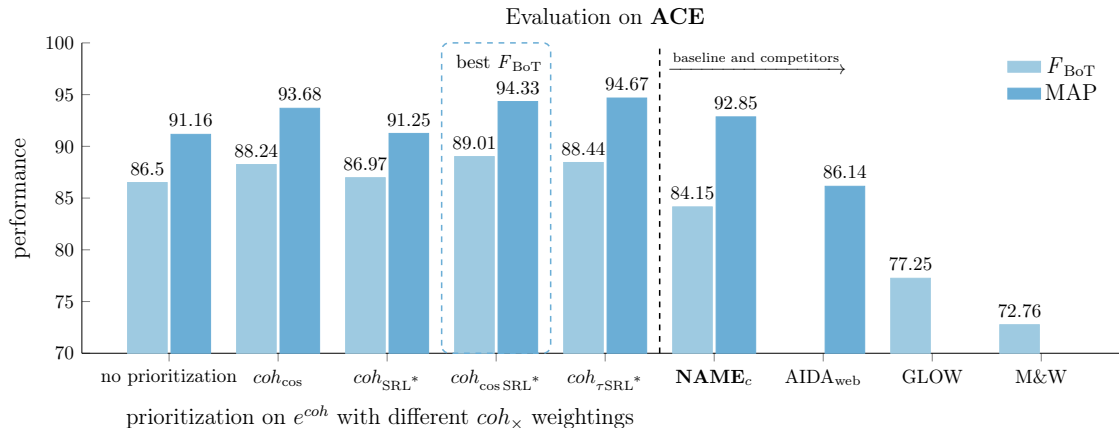 Evaluation on ACE
performance
100
95
90
85
80
75
70
best F_BoT
baseline and competitors
F_BoT
MAP
86.5
91.16
88.24
93.68
86.97
91.25
89.01
94.33
88.44
94.67
84.15
92.85
86.14
77.25
72.76
no prioritization
coh_cos
coh_SRL*
coh_cos SRL*
coh_τSRL*
NAME_c
AIDA_web
GLOW
M&W
prioritization on e^coh with different coh_× weightings